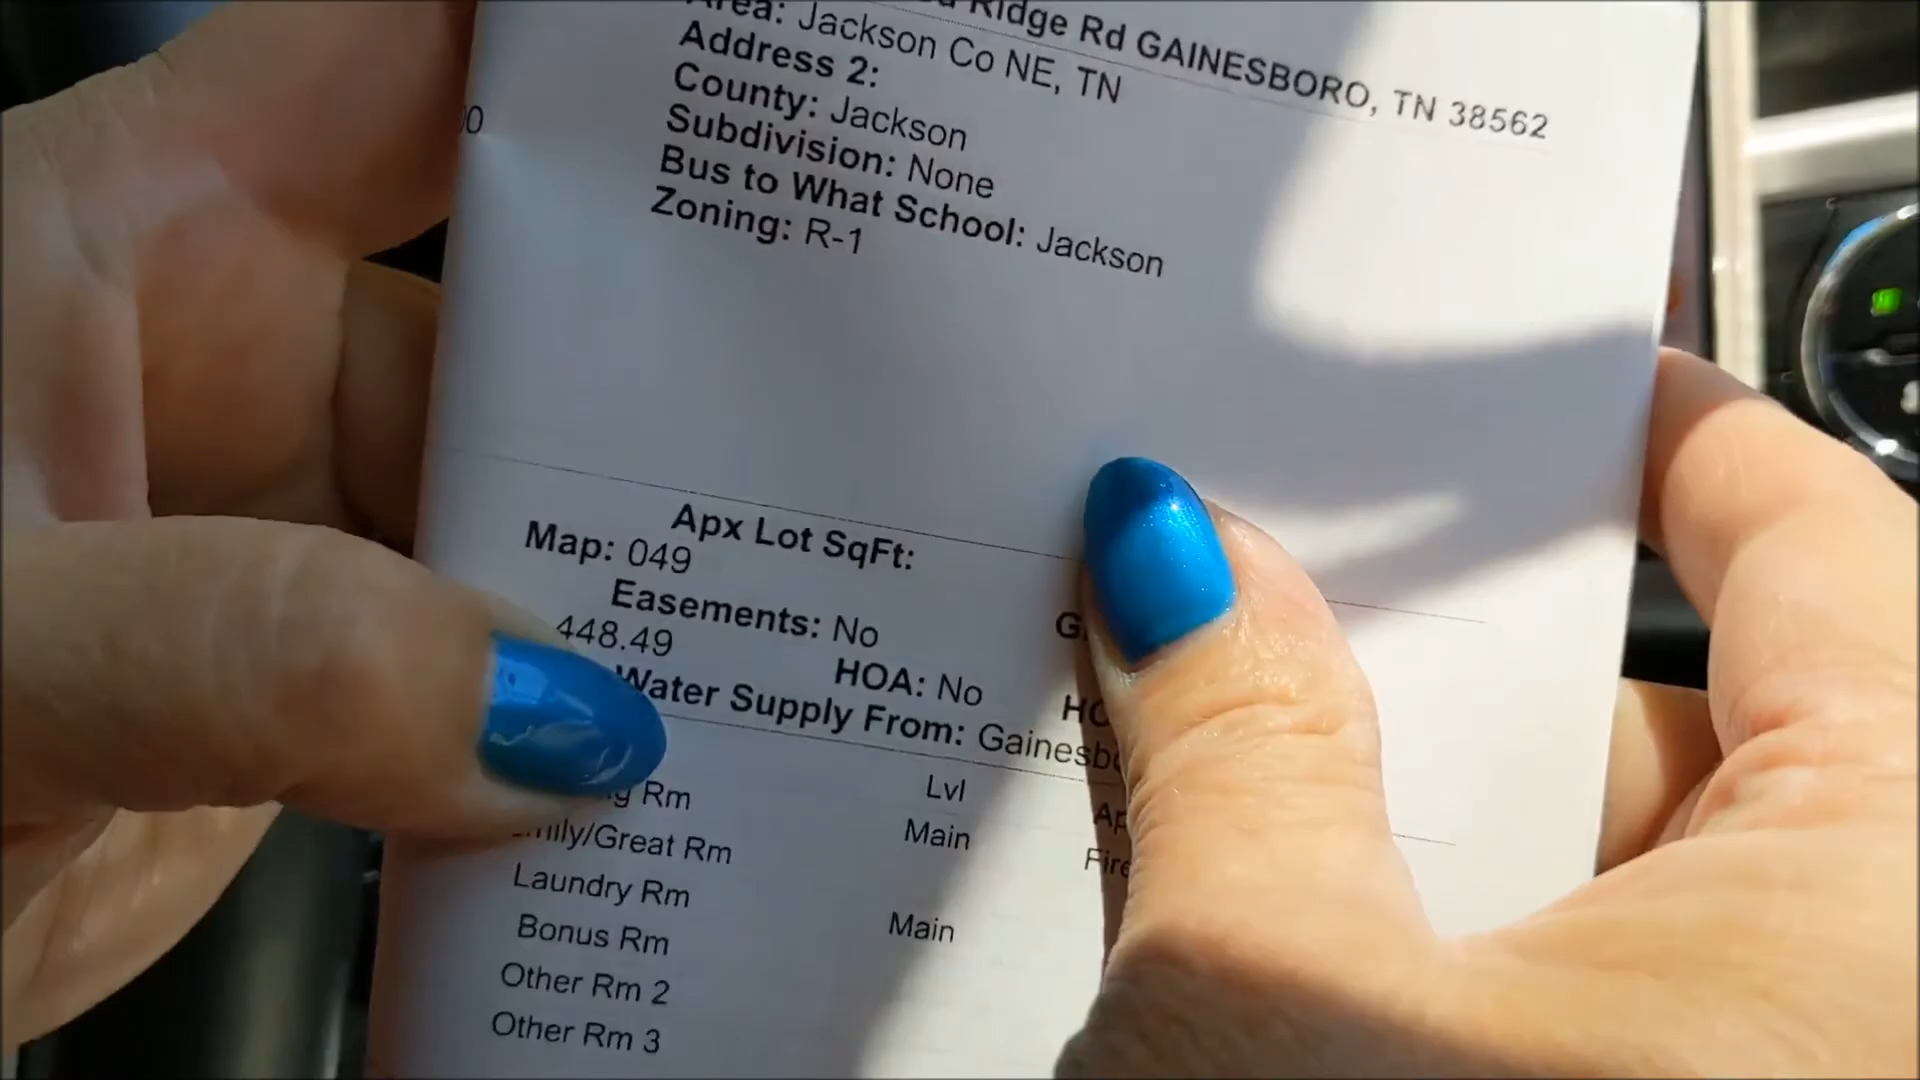 Ridge Rd GAINESBORO, TN 38562
Area: Jackson Co NE, TN
Address 2:
County: Jackson
Subdivision: None
Bus to What School: Jackson
Zoning: R-1
Apx Lot SqFt:
Map: 049
Easements: No
448.49
HOA: No
Water Supply From:
Rm Lvl
Great Rm Main
Laundry Rm
Bonus Rm Main
Other Rm 2
Other Rm 3